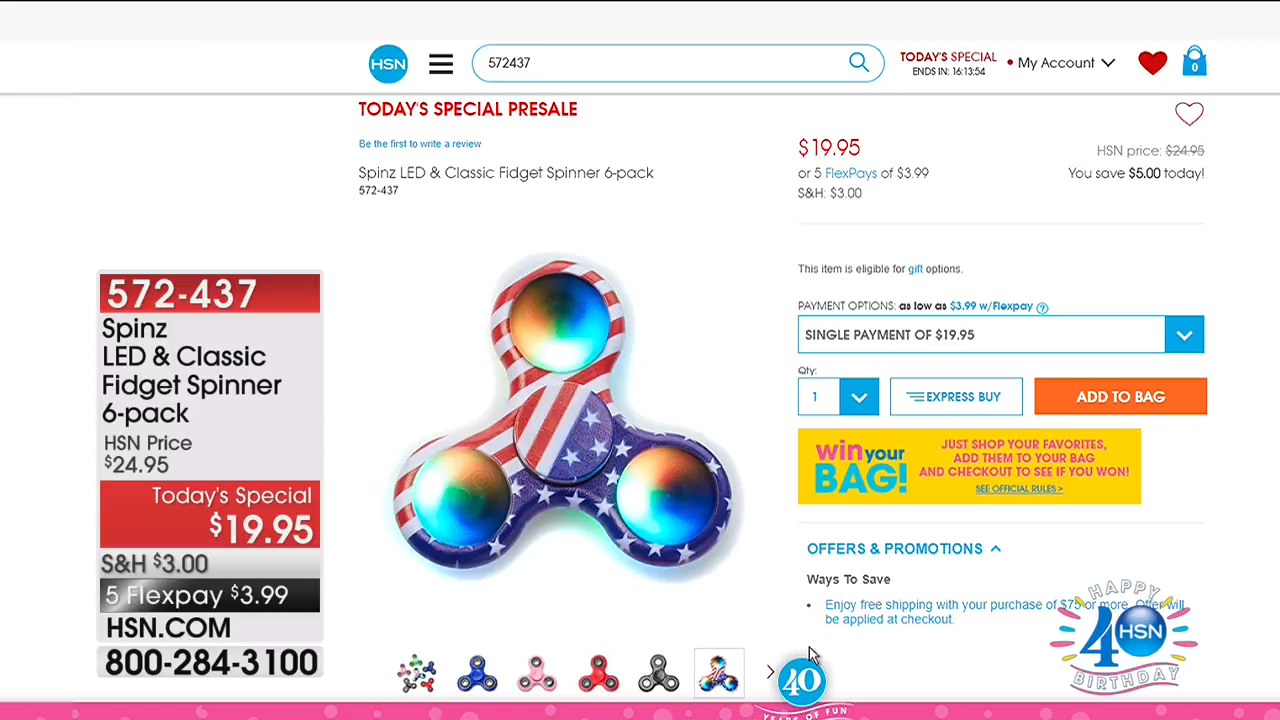 HSN
572437
TODAY'S SPECIAL
ENDS IN: 16:13:54
My Account
0
TODAY'S SPECIAL PRESALE
Be the first to write a review
Spinz LED & Classic Fidget Spinner 6-pack
572-437
$19.95
HSN price: $24.95
or 5 FlexPays of $3.99
You save $5.00 today!
S&H: $3.00
This item is eligible for gift options.
PAYMENT OPTIONS: as low as $3.99 w/Flexpay ?
SINGLE PAYMENT OF $19.95
Qty:
1
EXPRESS BUY
ADD TO BAG
win your
BAG!
JUST SHOP YOUR FAVORITES,
ADD THEM TO YOUR BAG
AND CHECKOUT TO SEE IF YOU WON!
SEE OFFICIAL RULES >
OFFERS & PROMOTIONS
Ways To Save
• Enjoy free shipping with your purchase of $75 or more. Offer will
be applied at checkout.
572-437
Spinz
LED & Classic
Fidget Spinner
6-pack
HSN Price
$24.95
Today's Special
$19.95
S&H $3.00
5 Flexpay $3.99
HSN.COM
800-284-3100
40
YEARS OF FUN
HAPPY
40 HSN
BIRTHDAY